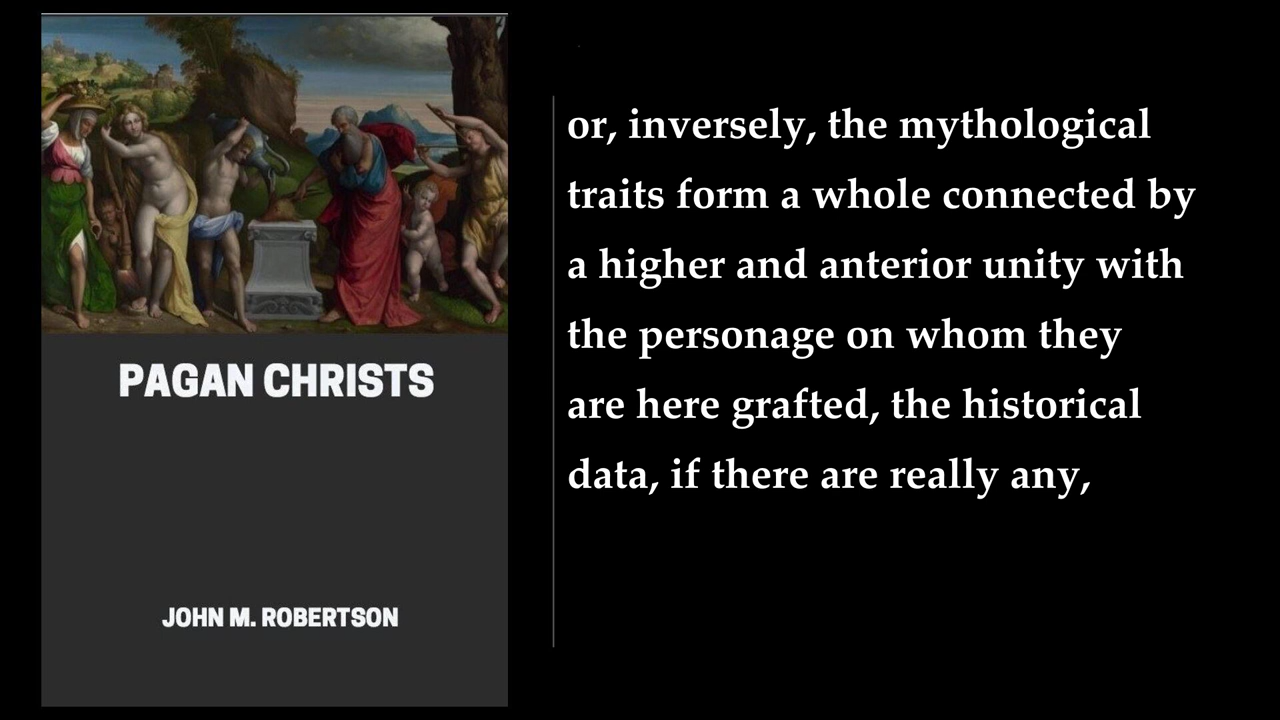 PAGAN CHRISTS
JOHN M. ROBERTSON
or, inversely, the mythological
traits form a whole connected by
a higher and anterior unity with
the personage on whom they
are here grafted, the historical
data, if there are really any,